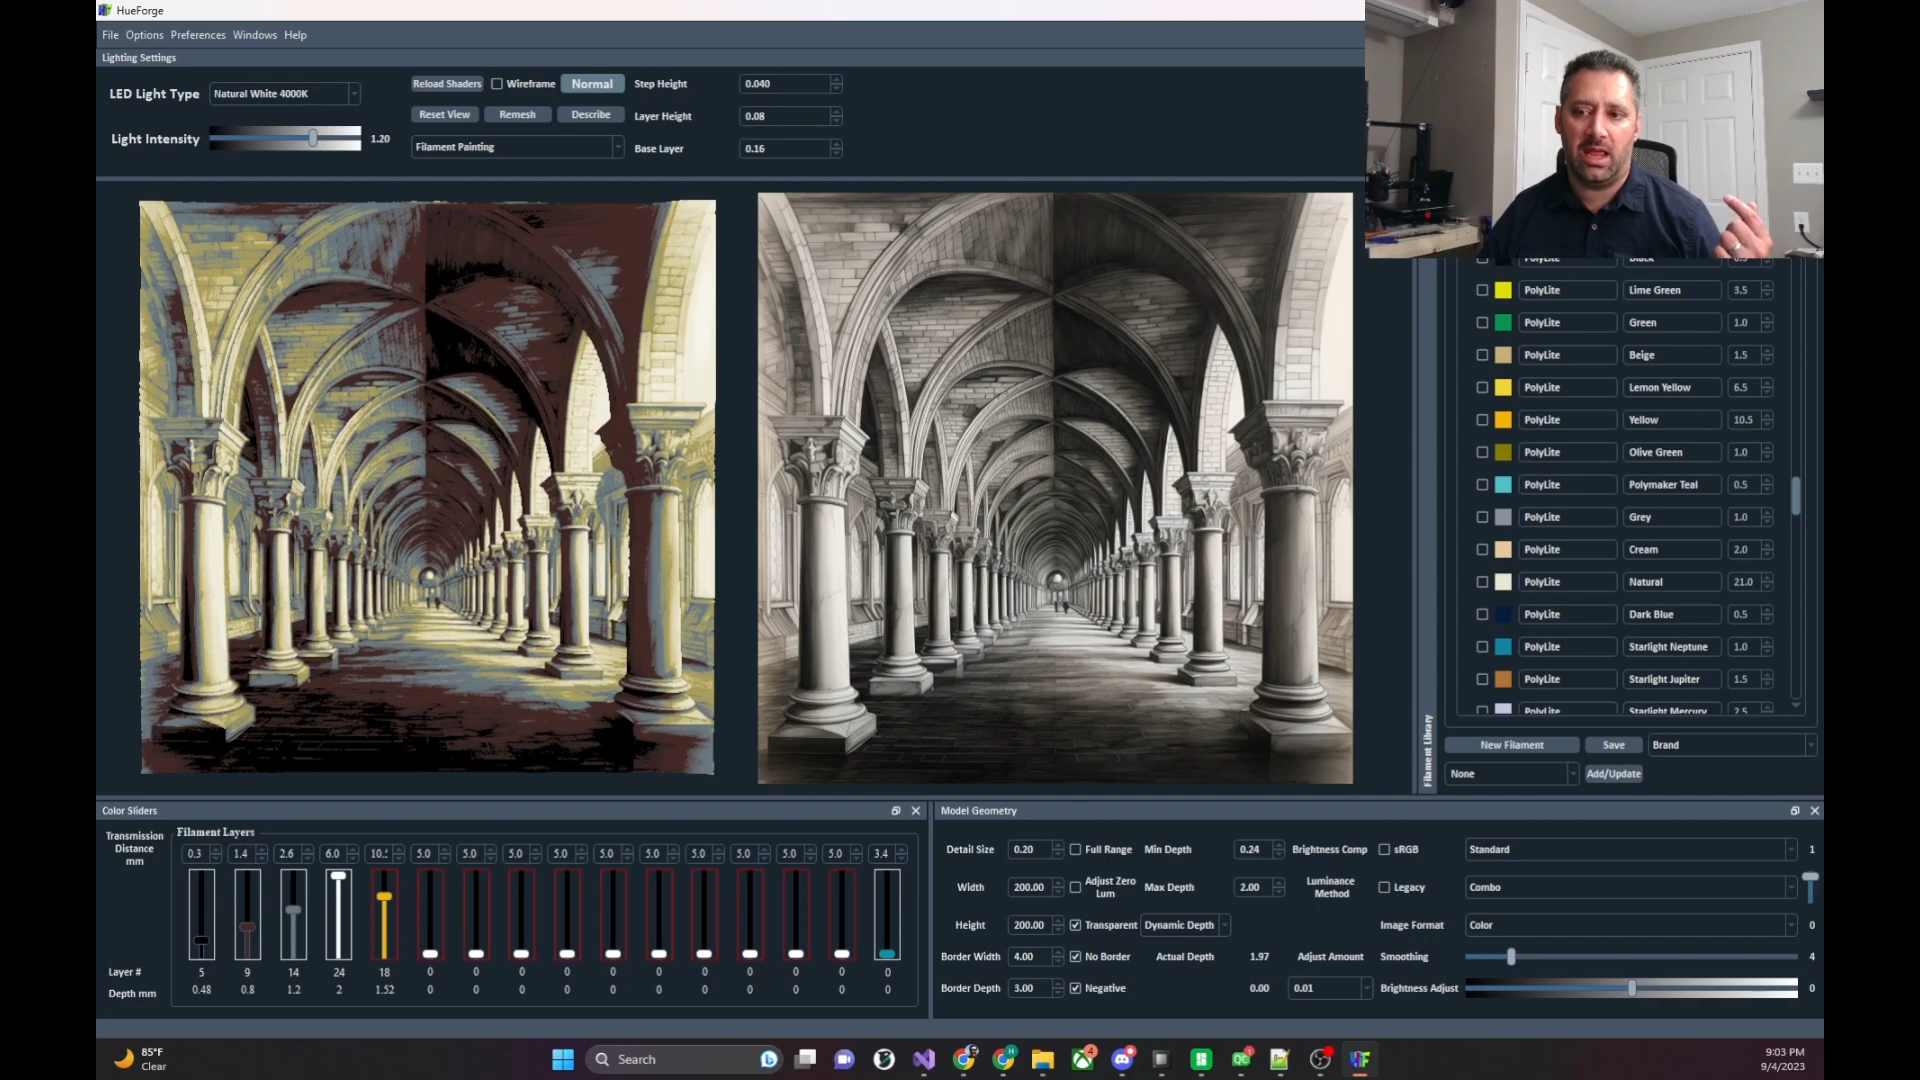 HueForge
File Options Preferences Windows Help
Lighting Settings
LED Light Type Natural White 4000K
Light Intensity 1.20
Reload Shaders Wireframe Normal Step Height 0.040
Reset View Remesh Describe Layer Height 0.08
Filament Painting Base Layer 0.16
PolyLite Black 0.5
PolyLite Lime Green 3.5
PolyLite Green 1.0
PolyLite Beige 1.5
PolyLite Lemon Yellow 6.5
PolyLite Yellow 10.5
PolyLite Olive Green 1.0
PolyLite Polymaker Teal 0.5
PolyLite Grey 1.0
PolyLite Cream 2.0
PolyLite Natural 21.0
PolyLite Dark Blue 0.5
PolyLite Starlight Neptune 1.0
PolyLite Starlight Jupiter 1.5
PolyLite Starlight Mercury 2.5
Filament Library
New Filament Save Brand
None Add/Update
Color Sliders
Transmission Distance mm
Filament Layers
0.3 1.4 2.6 6.0 10.: 5.0 5.0 5.0 5.0 5.0 5.0 5.0 5.0 5.0 5.0 3.4
Layer # 5 9 14 24 18 0 0 0 0 0 0 0 0 0 0 0
Depth mm 0.48 0.8 1.2 2 1.52 0 0 0 0 0 0 0 0 0 0 0
Model Geometry
Detail Size 0.20 Full Range Min Depth 0.24 Brightness Comp sRGB Standard 1
Width 200.00 Adjust Zero Lum Max Depth 2.00 Luminance Method Legacy Combo
Height 200.00 Transparent Dynamic Depth Image Format Color 0
Border Width 4.00 No Border Actual Depth 1.97 Adjust Amount Smoothing 4
Border Depth 3.00 Negative 0.00 0.01 Brightness Adjust 0
85°F
Clear
Search
4
1
9:03 PM
9/4/2023